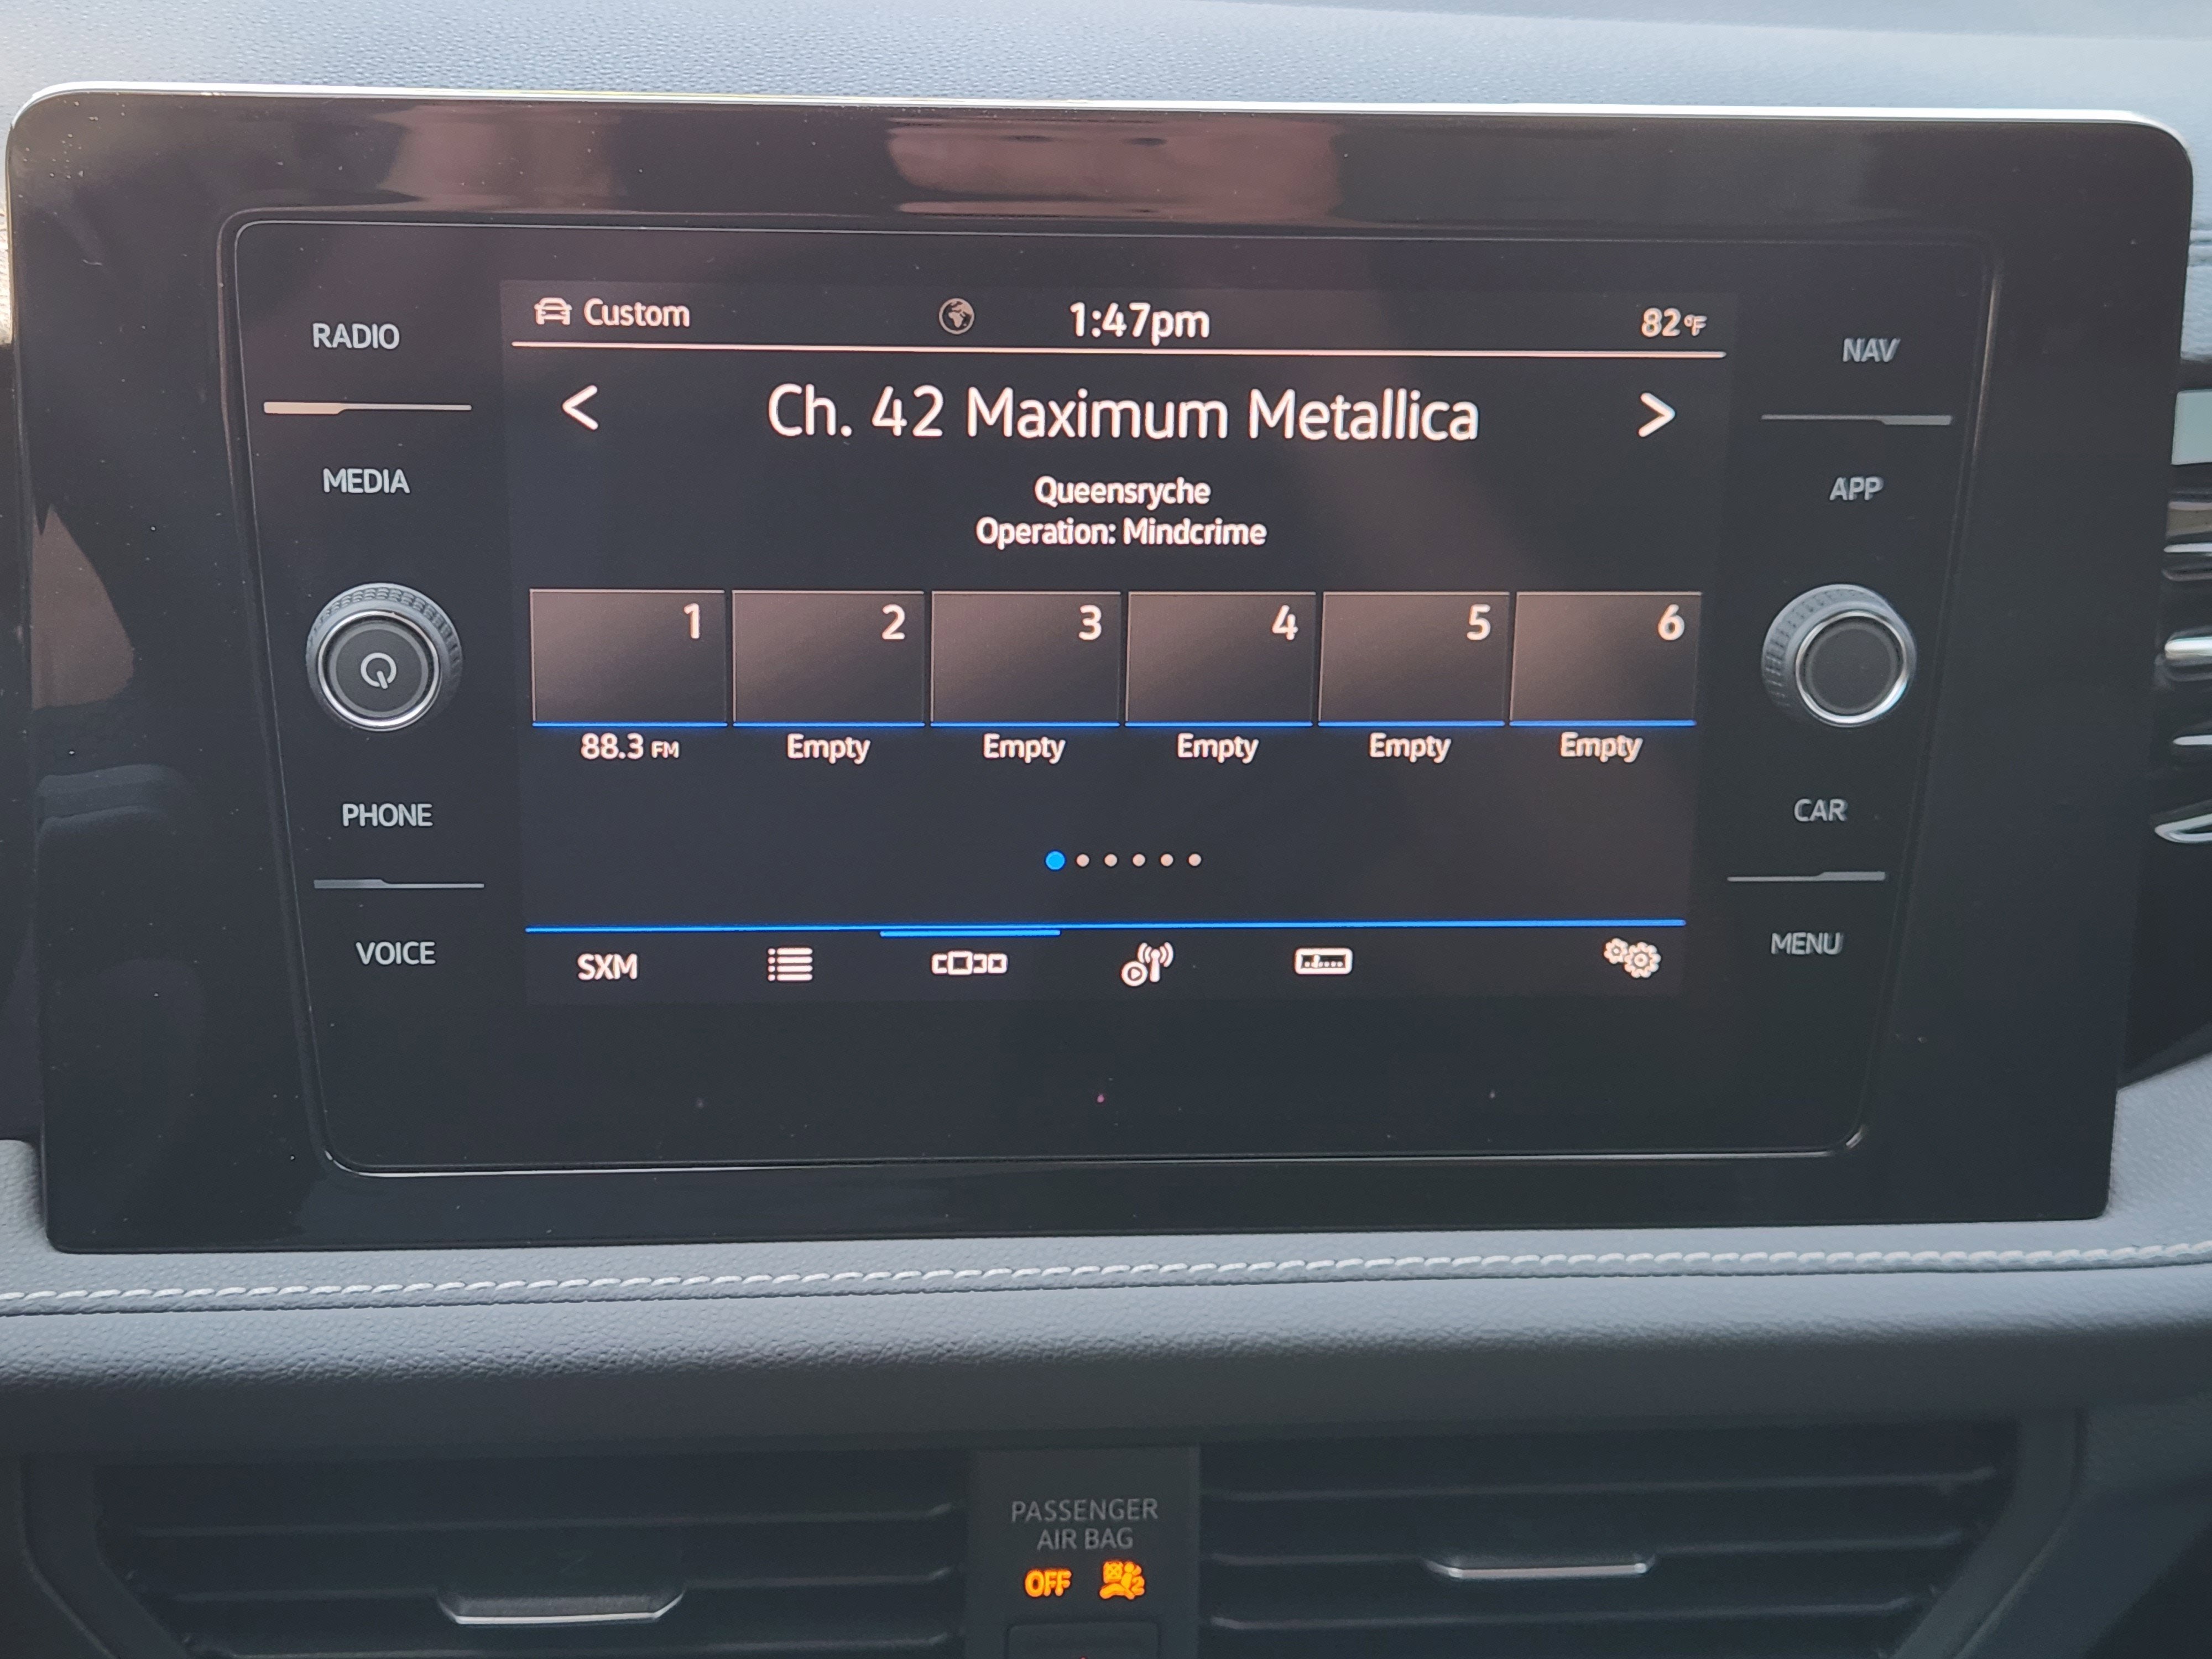 Custom
1:47pm
82°F
RADIO
NAV
< Ch. 42 Maximum Metallica >
MEDIA
APP
Queensryche
Operation: Mindcrime
1 2 3 4 5 6
88.3 FM Empty Empty Empty Empty Empty
PHONE
CAR
VOICE
MENU
SXM
PASSENGER
AIR BAG
OFF 2